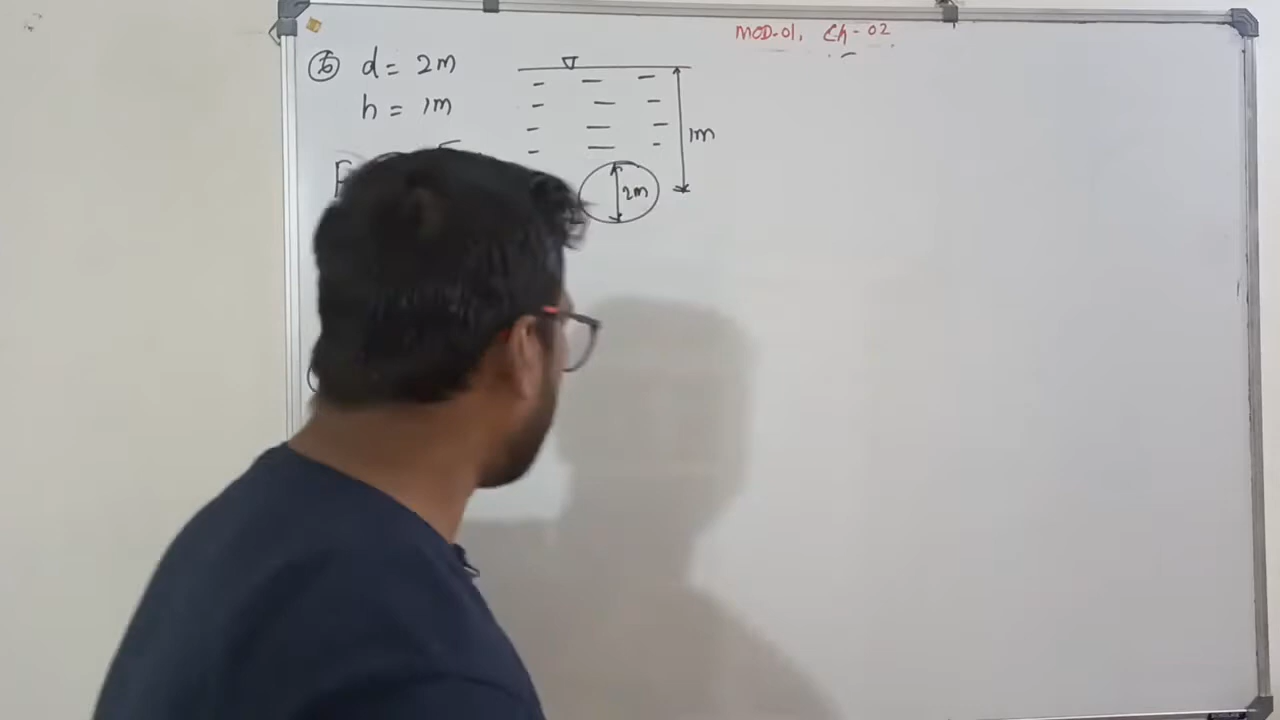 MOD-01, Ch-02
⑮ d = 2m
h = 1m
1m
F
2m